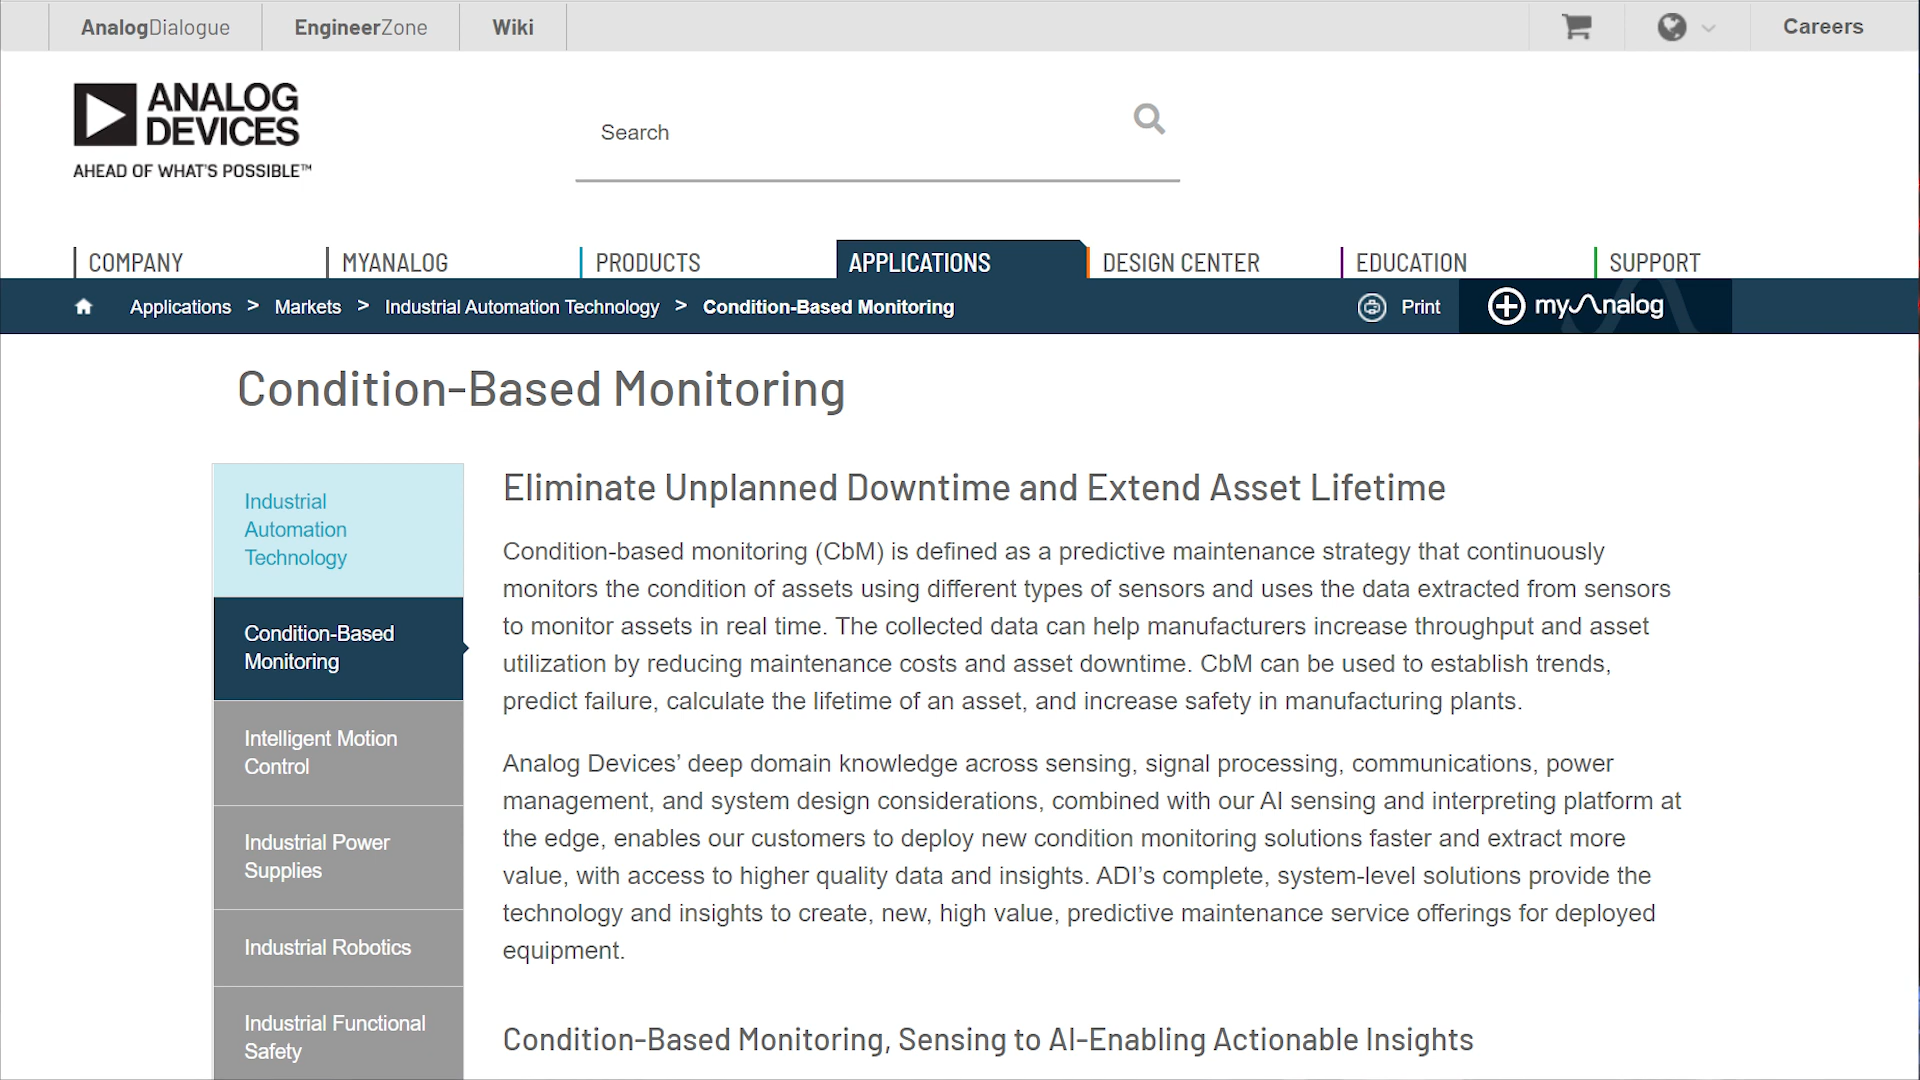 AnalogDialogue
EngineerZone
Wiki
Careers
ANALOG
DEVICES
AHEAD OF WHAT'S POSSIBLE™
Search
COMPANY
MYANALOG
PRODUCTS
APPLICATIONS
DESIGN CENTER
EDUCATION
SUPPORT
Applications > Markets > Industrial Automation Technology > Condition-Based Monitoring
Print
myAnalog
Condition-Based Monitoring
Industrial
Automation
Technology
Condition-Based
Monitoring
Intelligent Motion
Control
Industrial Power
Supplies
Industrial Robotics
Industrial Functional
Safety
Eliminate Unplanned Downtime and Extend Asset Lifetime
Condition-based monitoring (CbM) is defined as a predictive maintenance strategy that continuously
monitors the condition of assets using different types of sensors and uses the data extracted from sensors
to monitor assets in real time. The collected data can help manufacturers increase throughput and asset
utilization by reducing maintenance costs and asset downtime. CbM can be used to establish trends,
predict failure, calculate the lifetime of an asset, and increase safety in manufacturing plants.
Analog Devices’ deep domain knowledge across sensing, signal processing, communications, power
management, and system design considerations, combined with our AI sensing and interpreting platform at
the edge, enables our customers to deploy new condition monitoring solutions faster and extract more
value, with access to higher quality data and insights. ADI’s complete, system-level solutions provide the
technology and insights to create, new, high value, predictive maintenance service offerings for deployed
equipment.
Condition-Based Monitoring, Sensing to AI-Enabling Actionable Insights